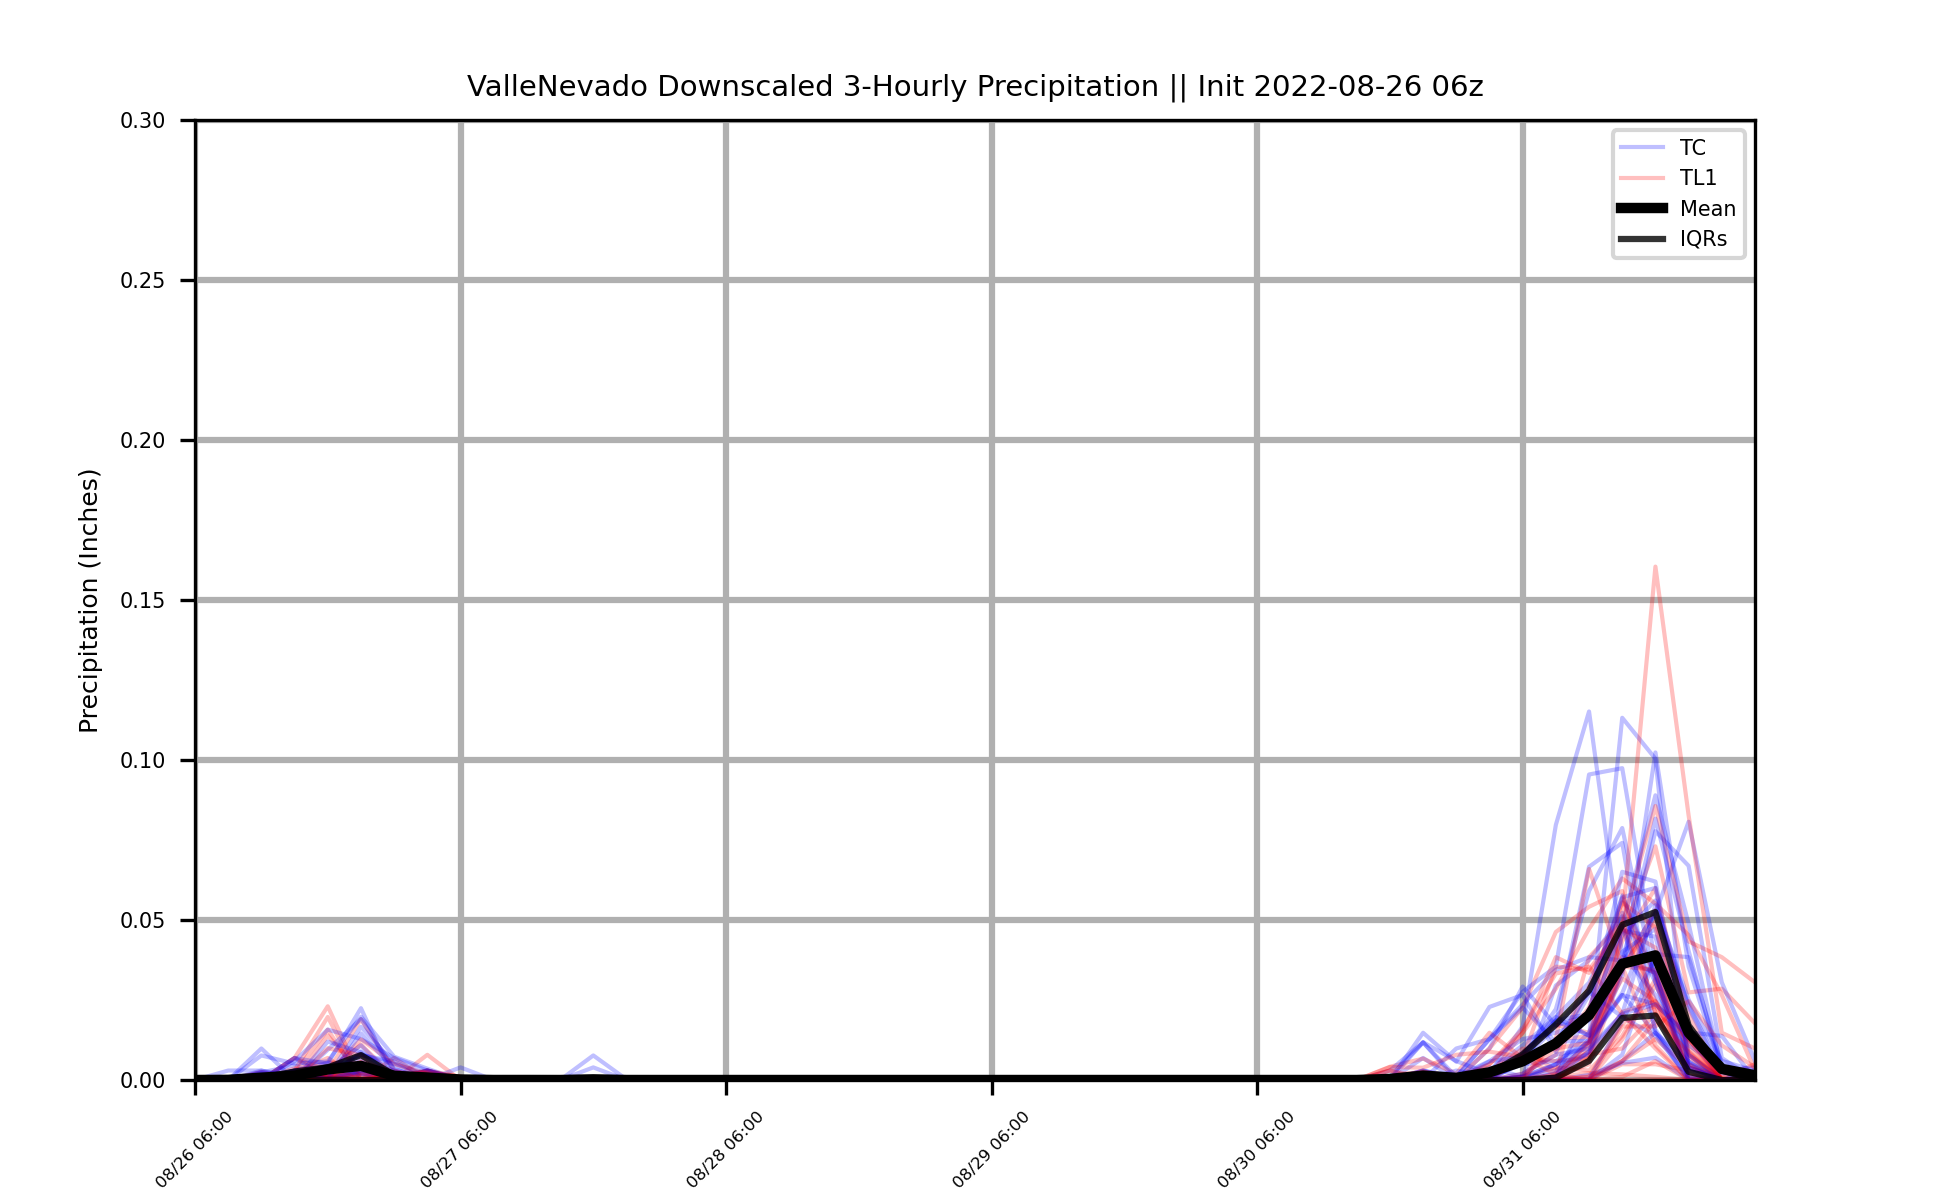 ValleNevado Downscaled 3-Hourly Precipitation || Init 2022-08-26 06z
0.30
0.25
0.20
0.15
0.10
0.05
0.00
Precipitation (Inches)
TC
TL1
Mean
IQRs
08/26 06:00
08/27 06:00
08/28 06:00
08/29 06:00
08/30 06:00
08/31 06:00